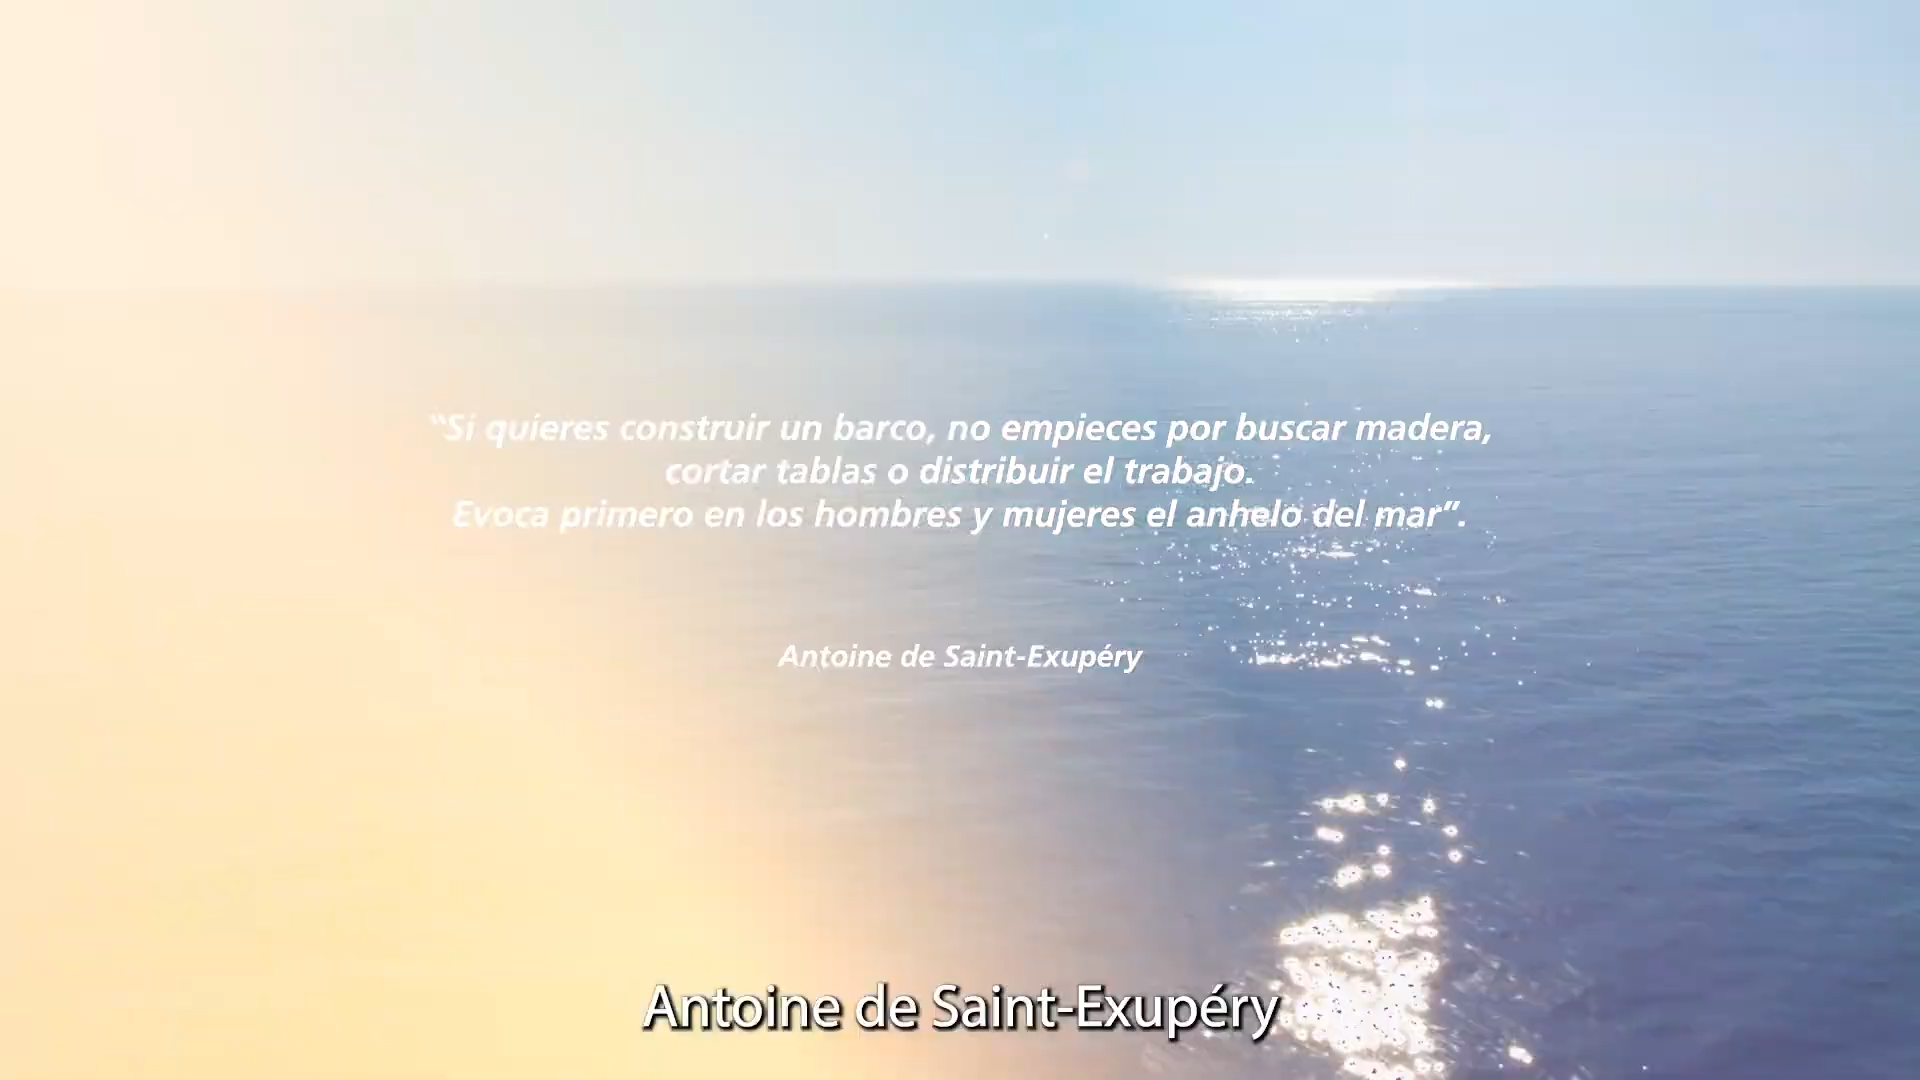 “Si quieres construir un barco, no empieces por buscar madera,
cortar tablas o distribuir el trabajo.
Evoca primero en los hombres y mujeres el anhelo del mar”.
Antoine de Saint-Exupéry
Antoine de Saint-Exupéry